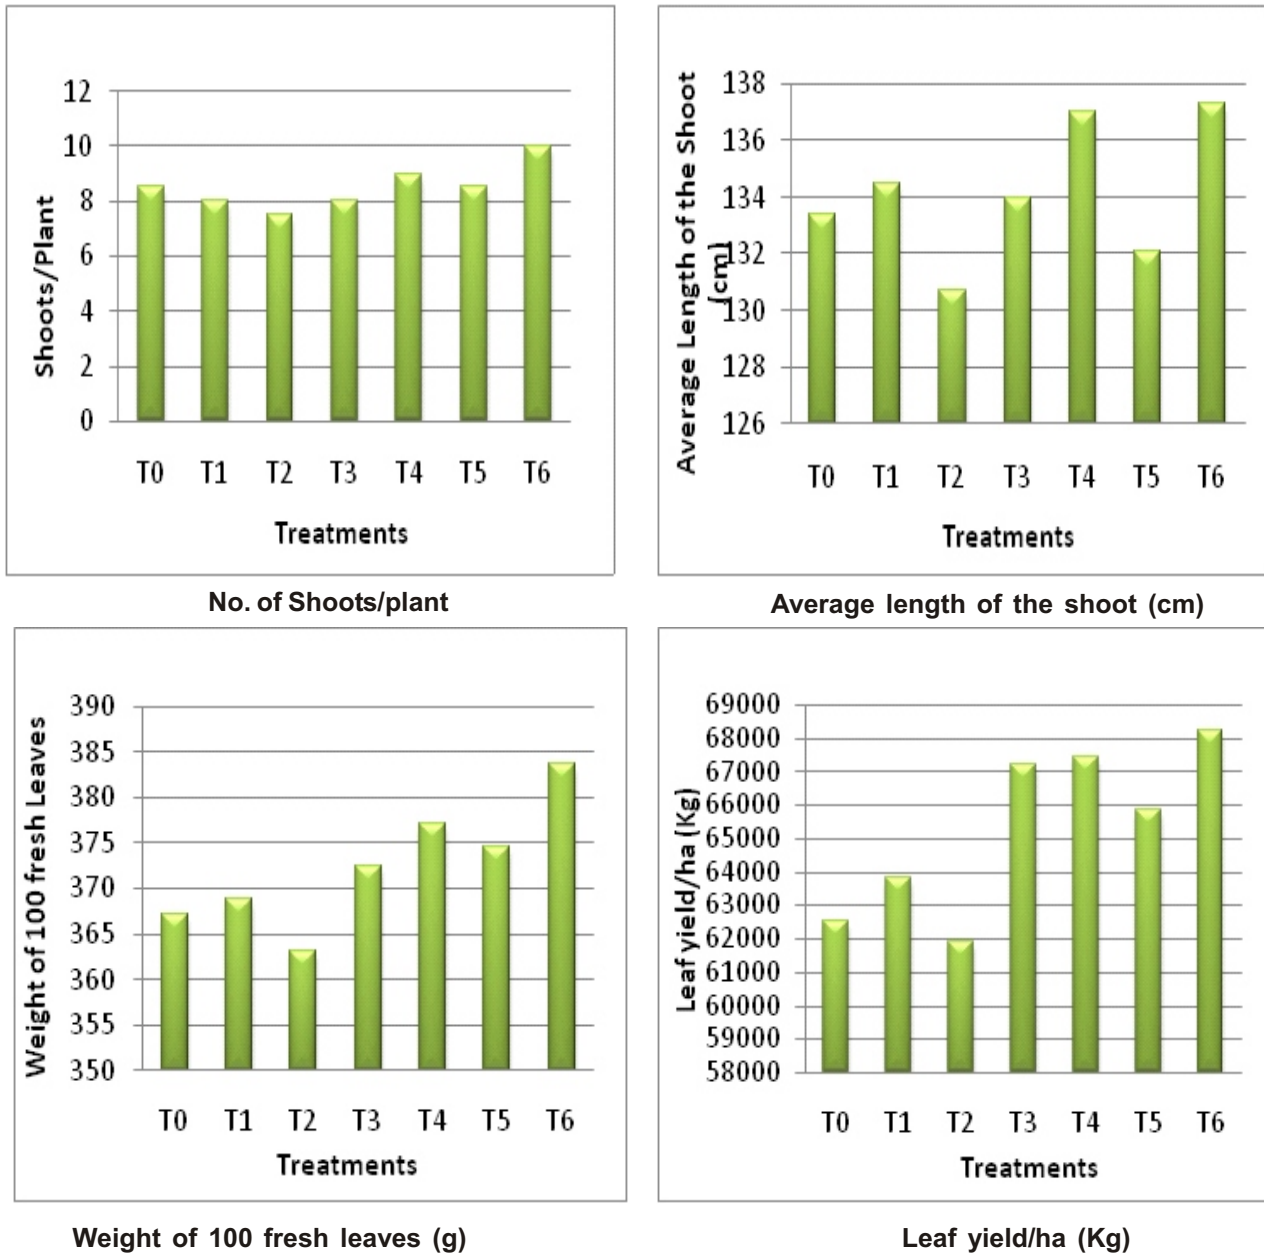 12
10
8
6
4
2
0
Shoots/Plant
T0 T1 T2 T3 T4 T5 T6
Treatments
No. of Shoots/plant
138
136
134
132
130
128
126
Average Length of the Shoot
(cm)
T0 T1 T2 T3 T4 T5 T6
Treatments
Average length of the shoot (cm)
390
385
380
375
370
365
360
355
350
Weight of 100 fresh Leaves
T0 T1 T2 T3 T4 T5 T6
Treatments
Weight of 100 fresh leaves (g)
69000
68000
67000
66000
65000
64000
63000
62000
61000
60000
59000
58000
Leaf yield/ha (Kg)
T0 T1 T2 T3 T4 T5 T6
Treatments
Leaf yield/ha (Kg)